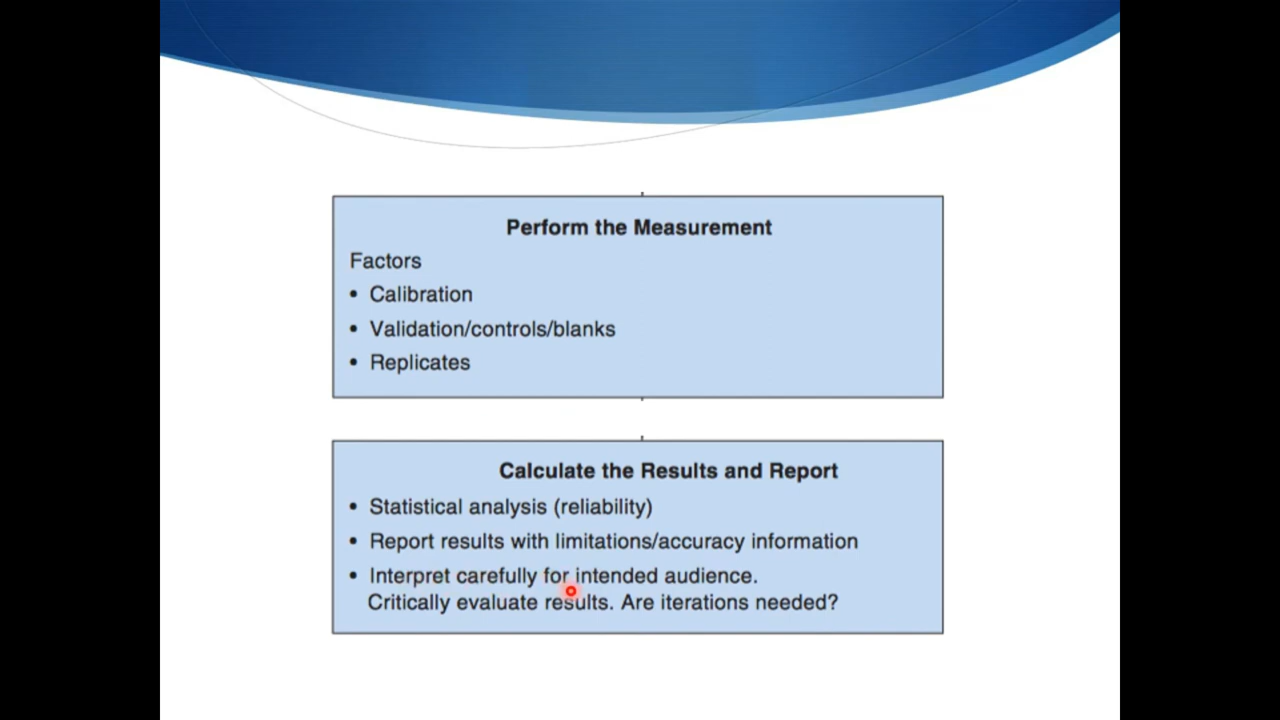 Perform the Measurement
Factors
• Calibration
• Validation/controls/blanks
• Replicates
Calculate the Results and Report
• Statistical analysis (reliability)
• Report results with limitations/accuracy information
• Interpret carefully for intended audience.
Critically evaluate results. Are iterations needed?